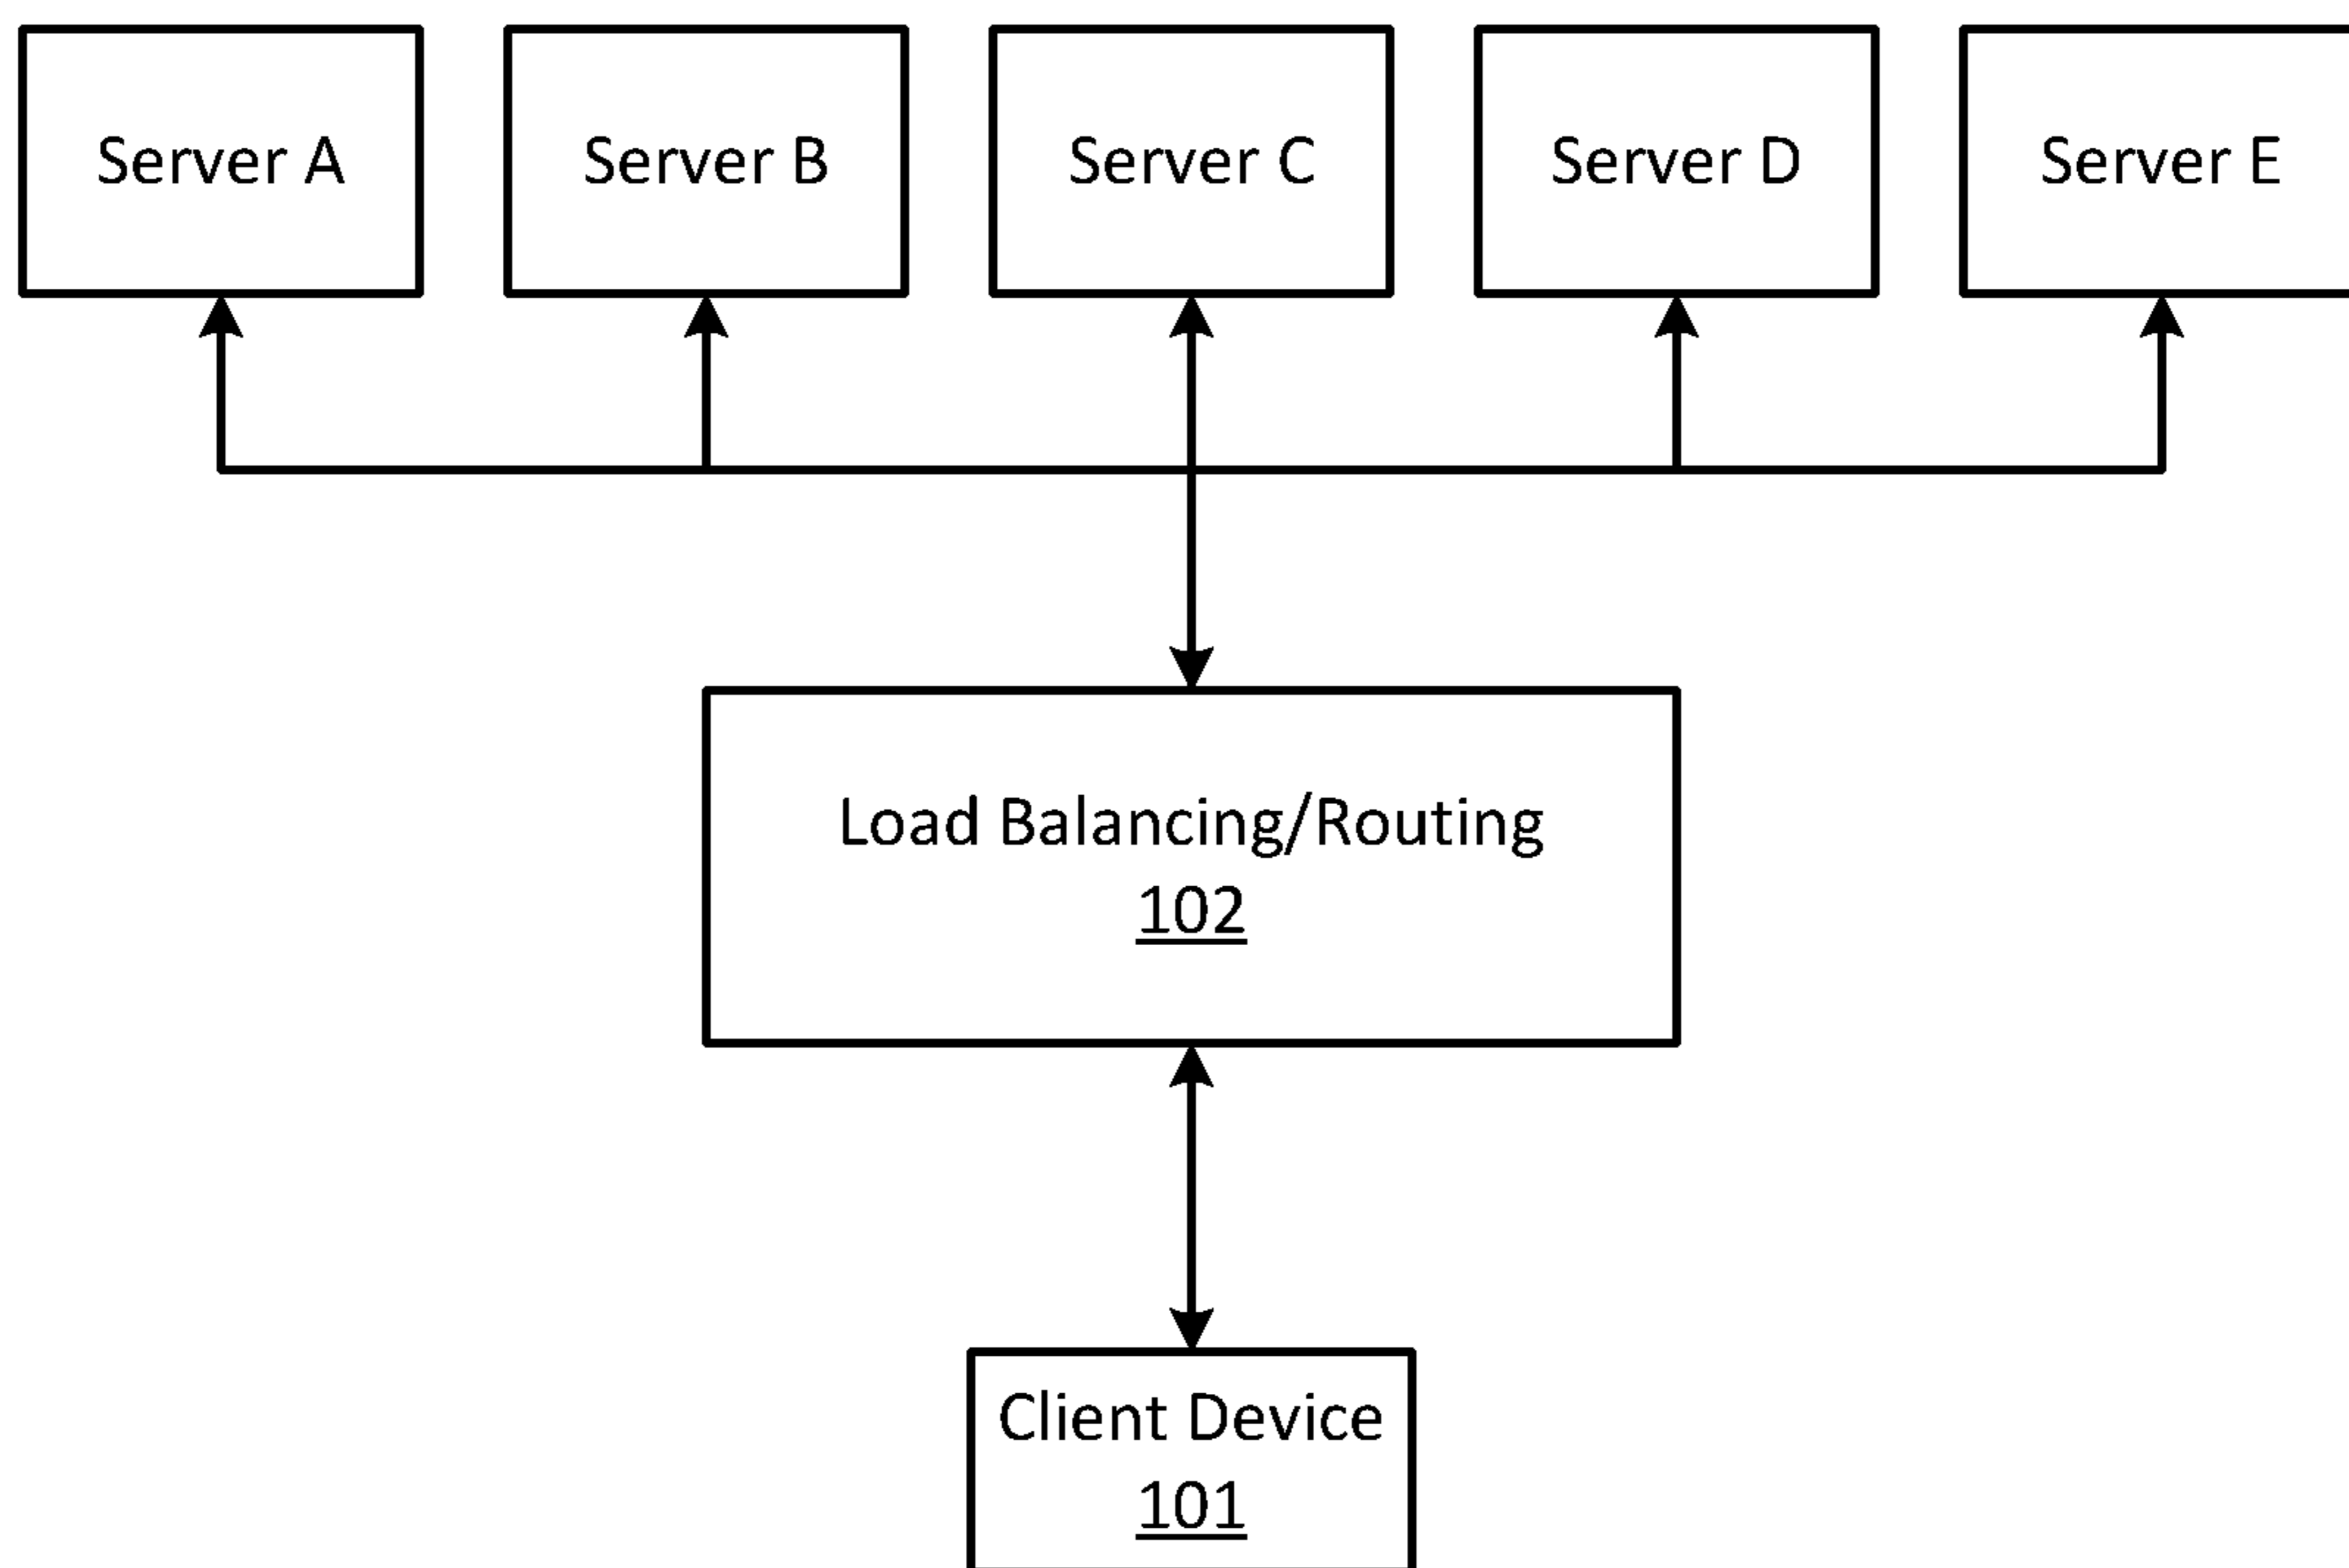 Server A
Server B
Server C
Server D
Server E
Load Balancing/Routing
102
Client Device
101